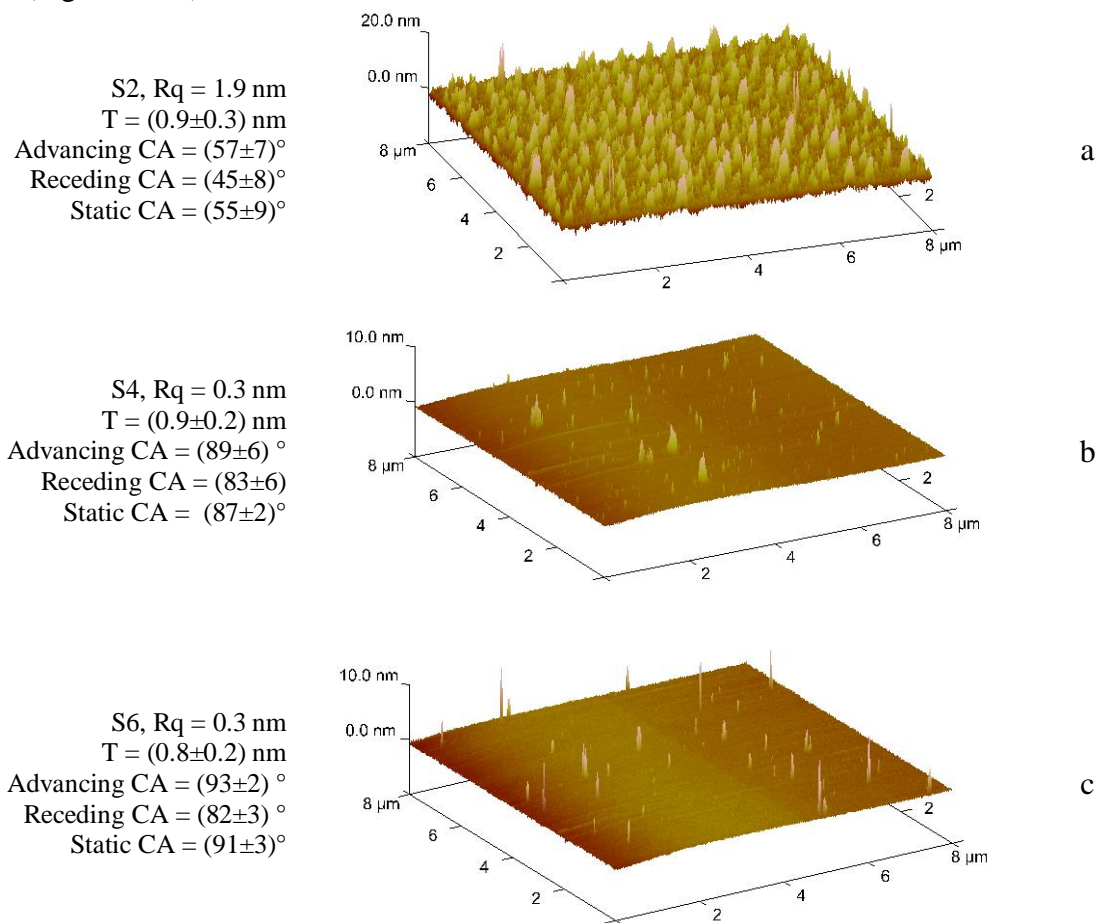 S2, Rq = 1.9 nm
T = (0.9±0.3) nm
Advancing CA = (57±7)°
Receding CA = (45±8)°
Static CA = (55±9)°
20.0 nm
0.0 nm
8 µm
6
4
2
2
4
6
8 µm
2
a
S4, Rq = 0.3 nm
T = (0.9±0.2) nm
Advancing CA = (89±6) °
Receding CA = (83±6)
Static CA = (87±2)°
10.0 nm
0.0 nm
8 µm
6
4
2
2
4
6
8 µm
2
b
S6, Rq = 0.3 nm
T = (0.8±0.2) nm
Advancing CA = (93±2) °
Receding CA = (82±3) °
Static CA = (91±3)°
10.0 nm
0.0 nm
8 µm
6
4
2
2
4
6
8 µm
2
c